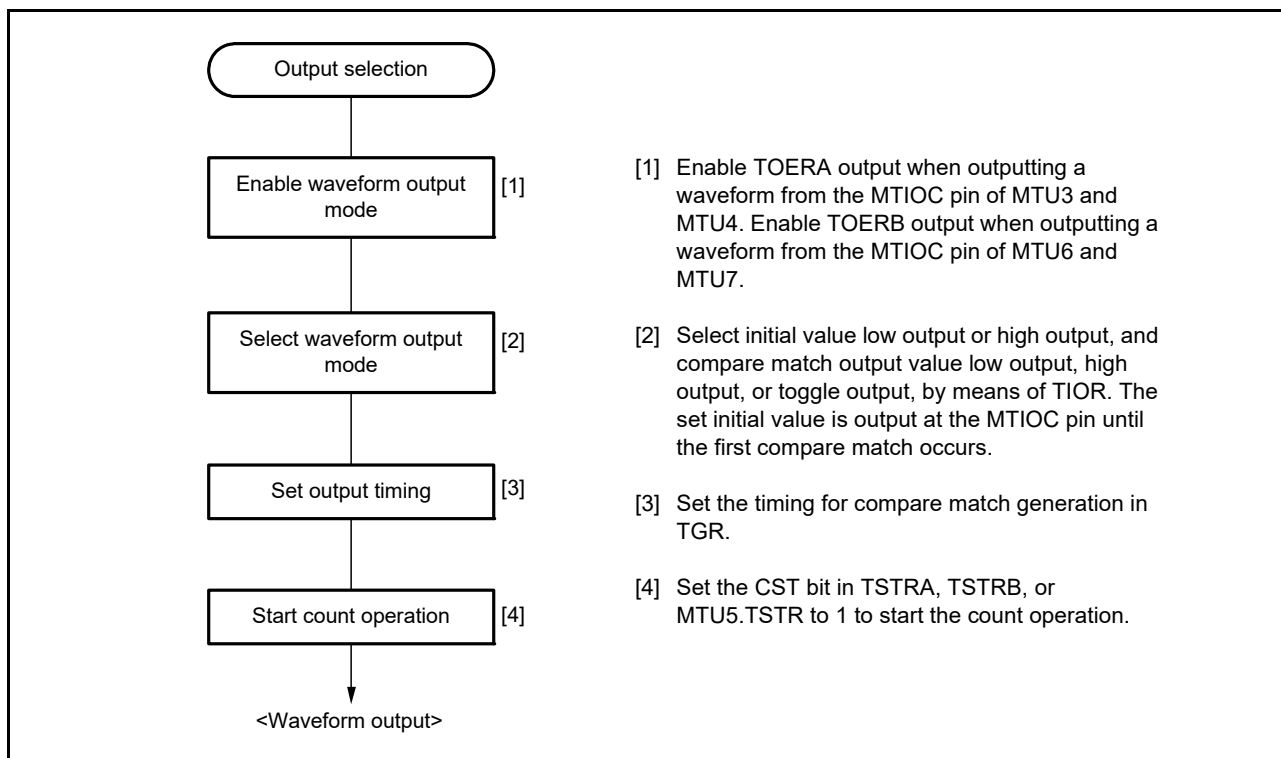 Output selection
Enable waveform output
mode
[1]
Select waveform output
mode
[2]
Set output timing
[3]
Start count operation
[4]
<Waveform output>
[1] Enable TOERA output when outputting a
waveform from the MTIOC pin of MTU3 and
MTU4. Enable TOERB output when outputting a
waveform from the MTIOC pin of MTU6 and
MTU7.
[2] Select initial value low output or high output, and
compare match output value low output, high
output, or toggle output, by means of TIOR. The
set initial value is output at the MTIOC pin until
the first compare match occurs.
[3] Set the timing for compare match generation in
TGR.
[4] Set the CST bit in TSTRA, TSTRB, or
MTU5.TSTR to 1 to start the count operation.